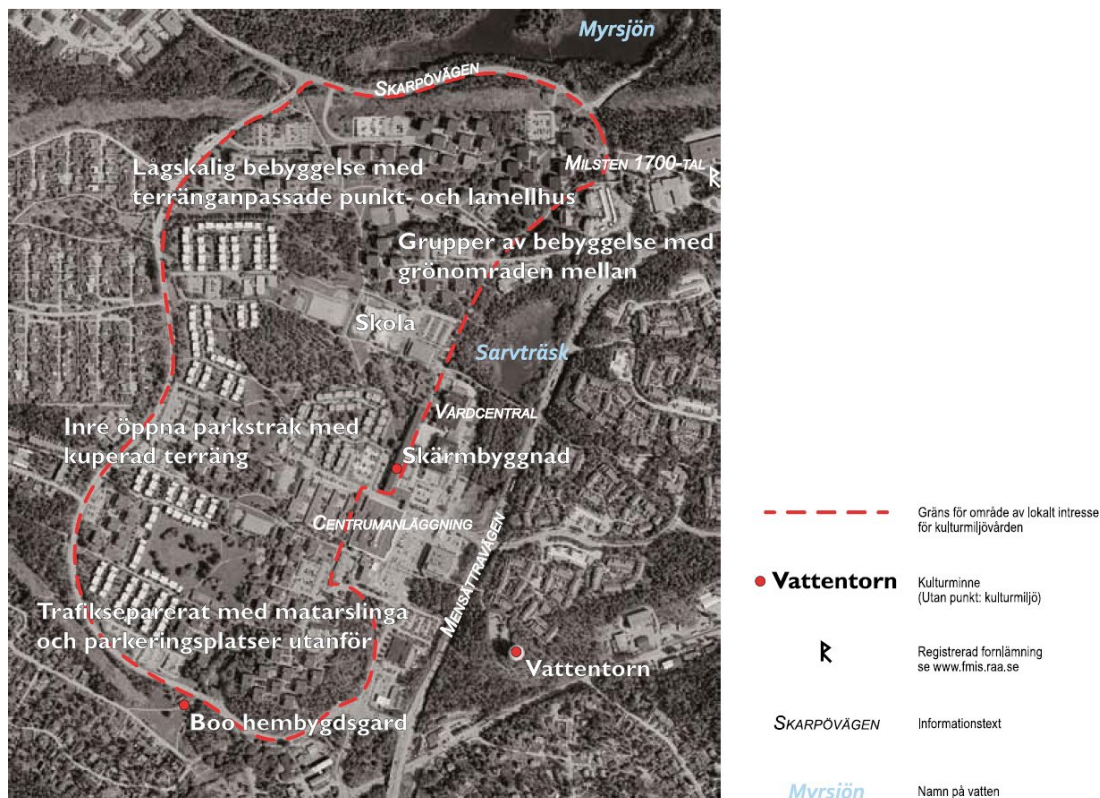 Myrsjön
SKARPÖVÄGEN
MILSTEN 1700-TAL
Lågskalig bebyggelse med
terränganpassade punkt- och lamellhus
Grupper av bebyggelse med
grönområden mellan
Skola
Sarvträsk
VÅRDCENTRAL
Inre öppna parkstråk med
kuperad terräng
Skärmbyggnad
CENTRUMANLÄGGNING
MENSÄTTRAVÄGEN
Trafikseparerat med matarslinga
och parkeringsplatser utanför
Vattentorn
Boo hembygdsgard
Gräns för område av lokalt intresse
för kulturmiljövården
Vattentorn
Kulturminne
(Utan punkt: kulturmiljö)
Registrerad fornlämning
se www.fmis.raa.se
SKARPÖVÄGEN
Informationstext
Myrsjön
Namn på vatten